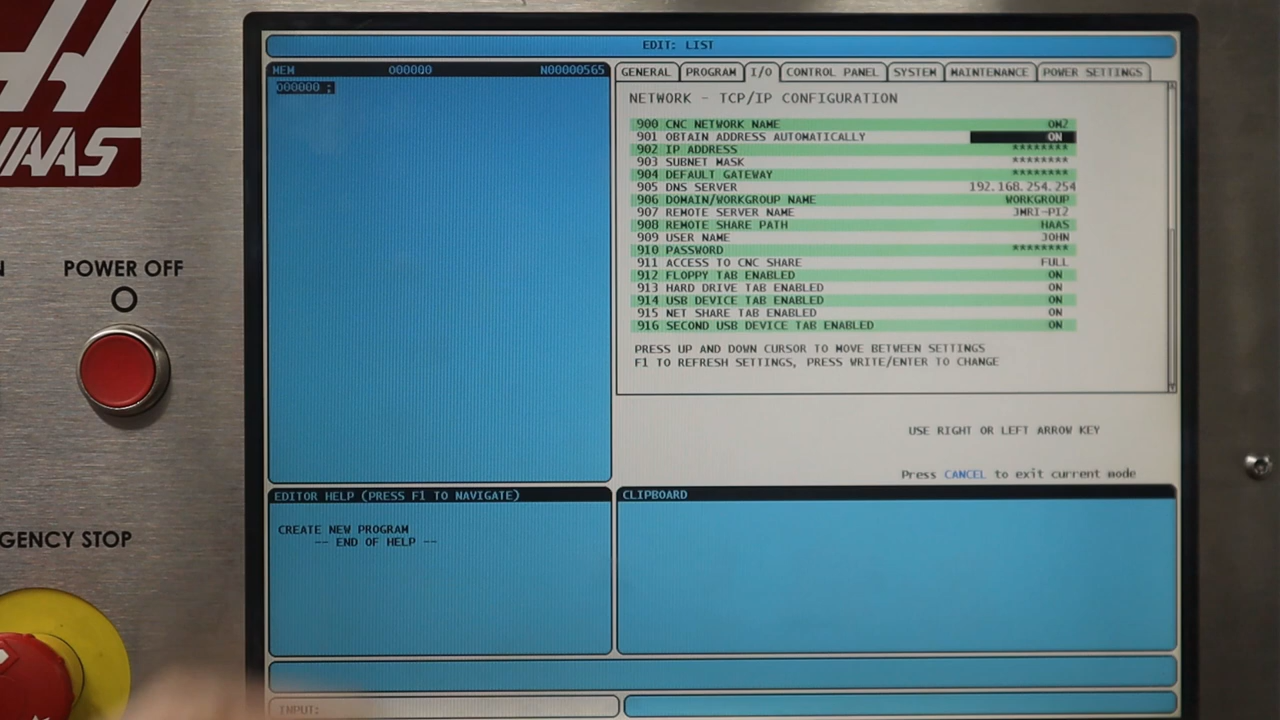 HAAS
N
POWER OFF
GENCY STOP
EDIT: LIST
MEM O00000 N00000565
O00000 ;
GENERAL PROGRAM I/O CONTROL PANEL SYSTEM MAINTENANCE POWER SETTINGS
NETWORK - TCP/IP CONFIGURATION
900 CNC NETWORK NAME OM2
901 OBTAIN ADDRESS AUTOMATICALLY ON
902 IP ADDRESS ********
903 SUBNET MASK ********
904 DEFAULT GATEWAY ********
905 DNS SERVER 192.168.254.254
906 DOMAIN/WORKGROUP NAME WORKGROUP
907 REMOTE SERVER NAME JMRI-PI2
908 REMOTE SHARE PATH HAAS
909 USER NAME JOHN
910 PASSWORD ********
911 ACCESS TO CNC SHARE FULL
912 FLOPPY TAB ENABLED ON
913 HARD DRIVE TAB ENABLED ON
914 USB DEVICE TAB ENABLED ON
915 NET SHARE TAB ENABLED ON
916 SECOND USB DEVICE TAB ENABLED ON
PRESS UP AND DOWN CURSOR TO MOVE BETWEEN SETTINGS
F1 TO REFRESH SETTINGS, PRESS WRITE/ENTER TO CHANGE
USE RIGHT OR LEFT ARROW KEY
Press CANCEL to exit current mode
EDITOR HELP (PRESS F1 TO NAVIGATE)
CREATE NEW PROGRAM
-- END OF HELP --
CLIPBOARD
INPUT: